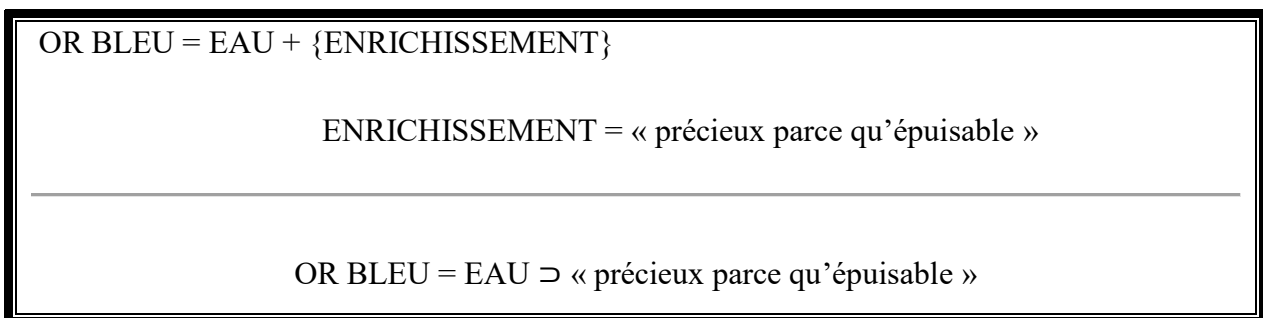 OR BLEU = EAU + {ENRICHISSEMENT}
ENRICHISSEMENT = « précieux parce qu’épuisable »
OR BLEU = EAU ⊃ « précieux parce qu’épuisable »